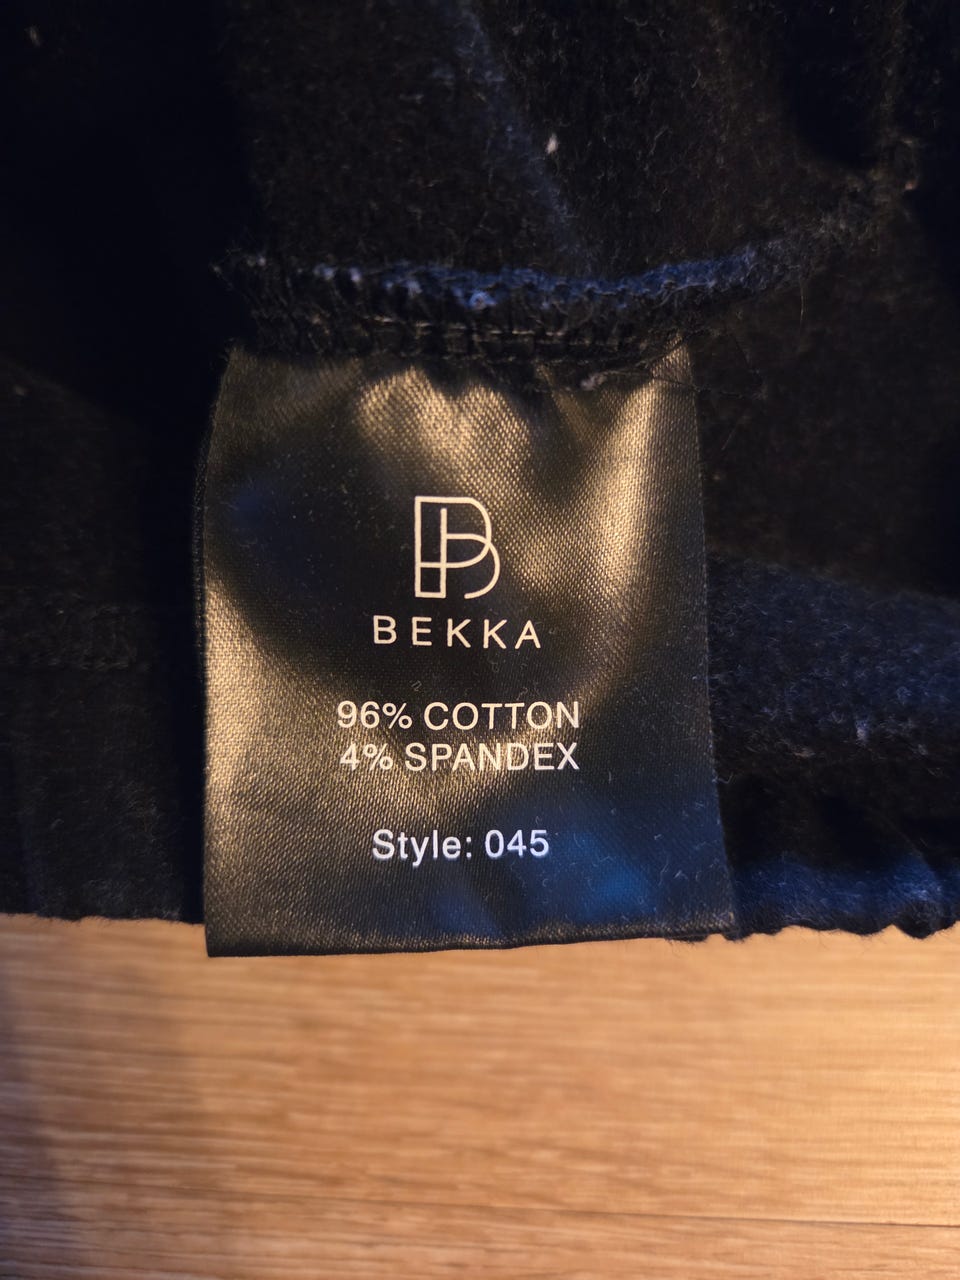 BEKKA
96% COTTON
4% SPANDEX
Style: 045